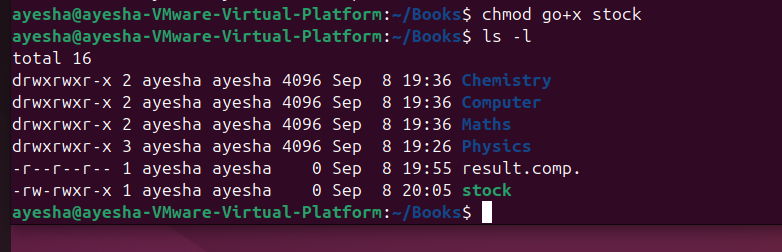 ayesha@ayesha-VMware-Virtual-Platform:~/Books$ chmod go+x stock
ayesha@ayesha-VMware-Virtual-Platform:~/Books$ ls -l
total 16
drwxrwxr-x 2 ayesha ayesha 4096 Sep  8 19:36 Chemistry
drwxrwxr-x 2 ayesha ayesha 4096 Sep  8 19:36 Computer
drwxrwxr-x 2 ayesha ayesha 4096 Sep  8 19:36 Maths
drwxrwxr-x 3 ayesha ayesha 4096 Sep  8 19:26 Physics
-r--r--r-- 1 ayesha ayesha    0 Sep  8 19:55 result.comp.
-rw-rwxr-x 1 ayesha ayesha    0 Sep  8 20:05 stock
ayesha@ayesha-VMware-Virtual-Platform:~/Books$